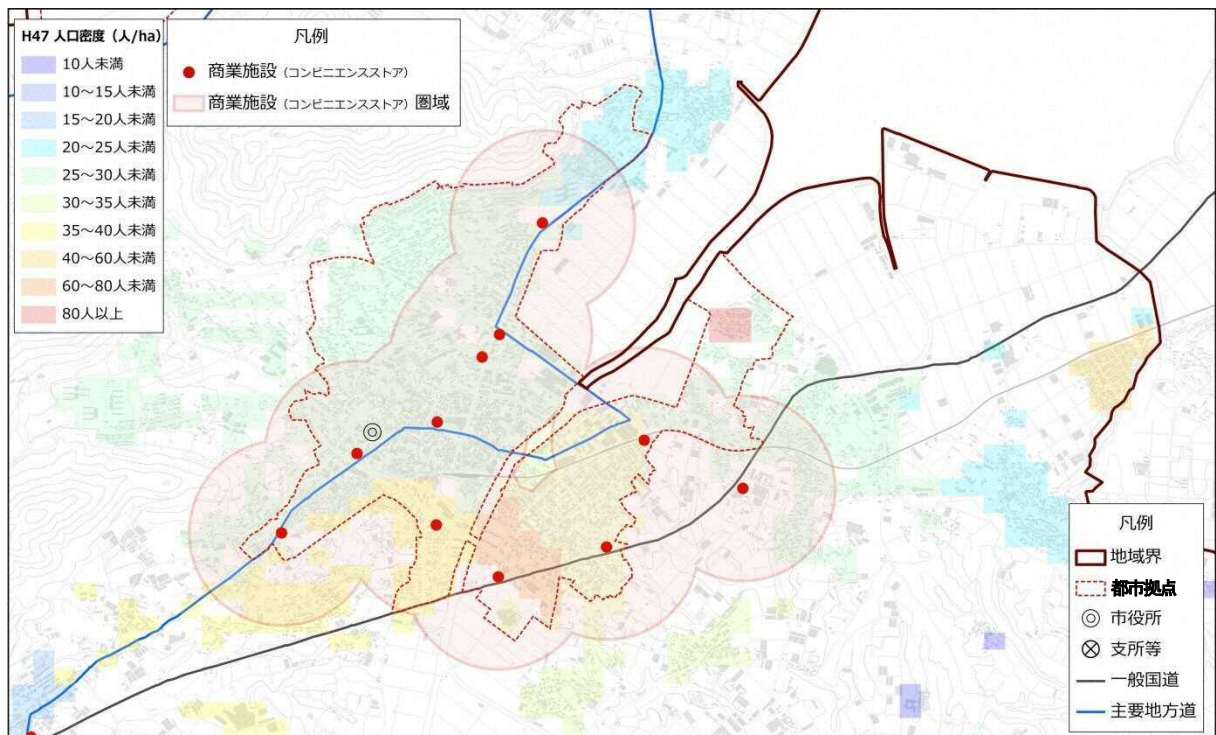 H47 人口密度（人/ha）
10人未満
10～15人未満
15～20人未満
20～25人未満
25～30人未満
30～35人未満
35～40人未満
40～60人未満
60～80人未満
80人以上
凡例
商業施設（コンビニエンスストア）
商業施設（コンビニエンスストア）圏域
凡例
地域界
都市拠点
市役所
支所等
一般国道
主要地方道